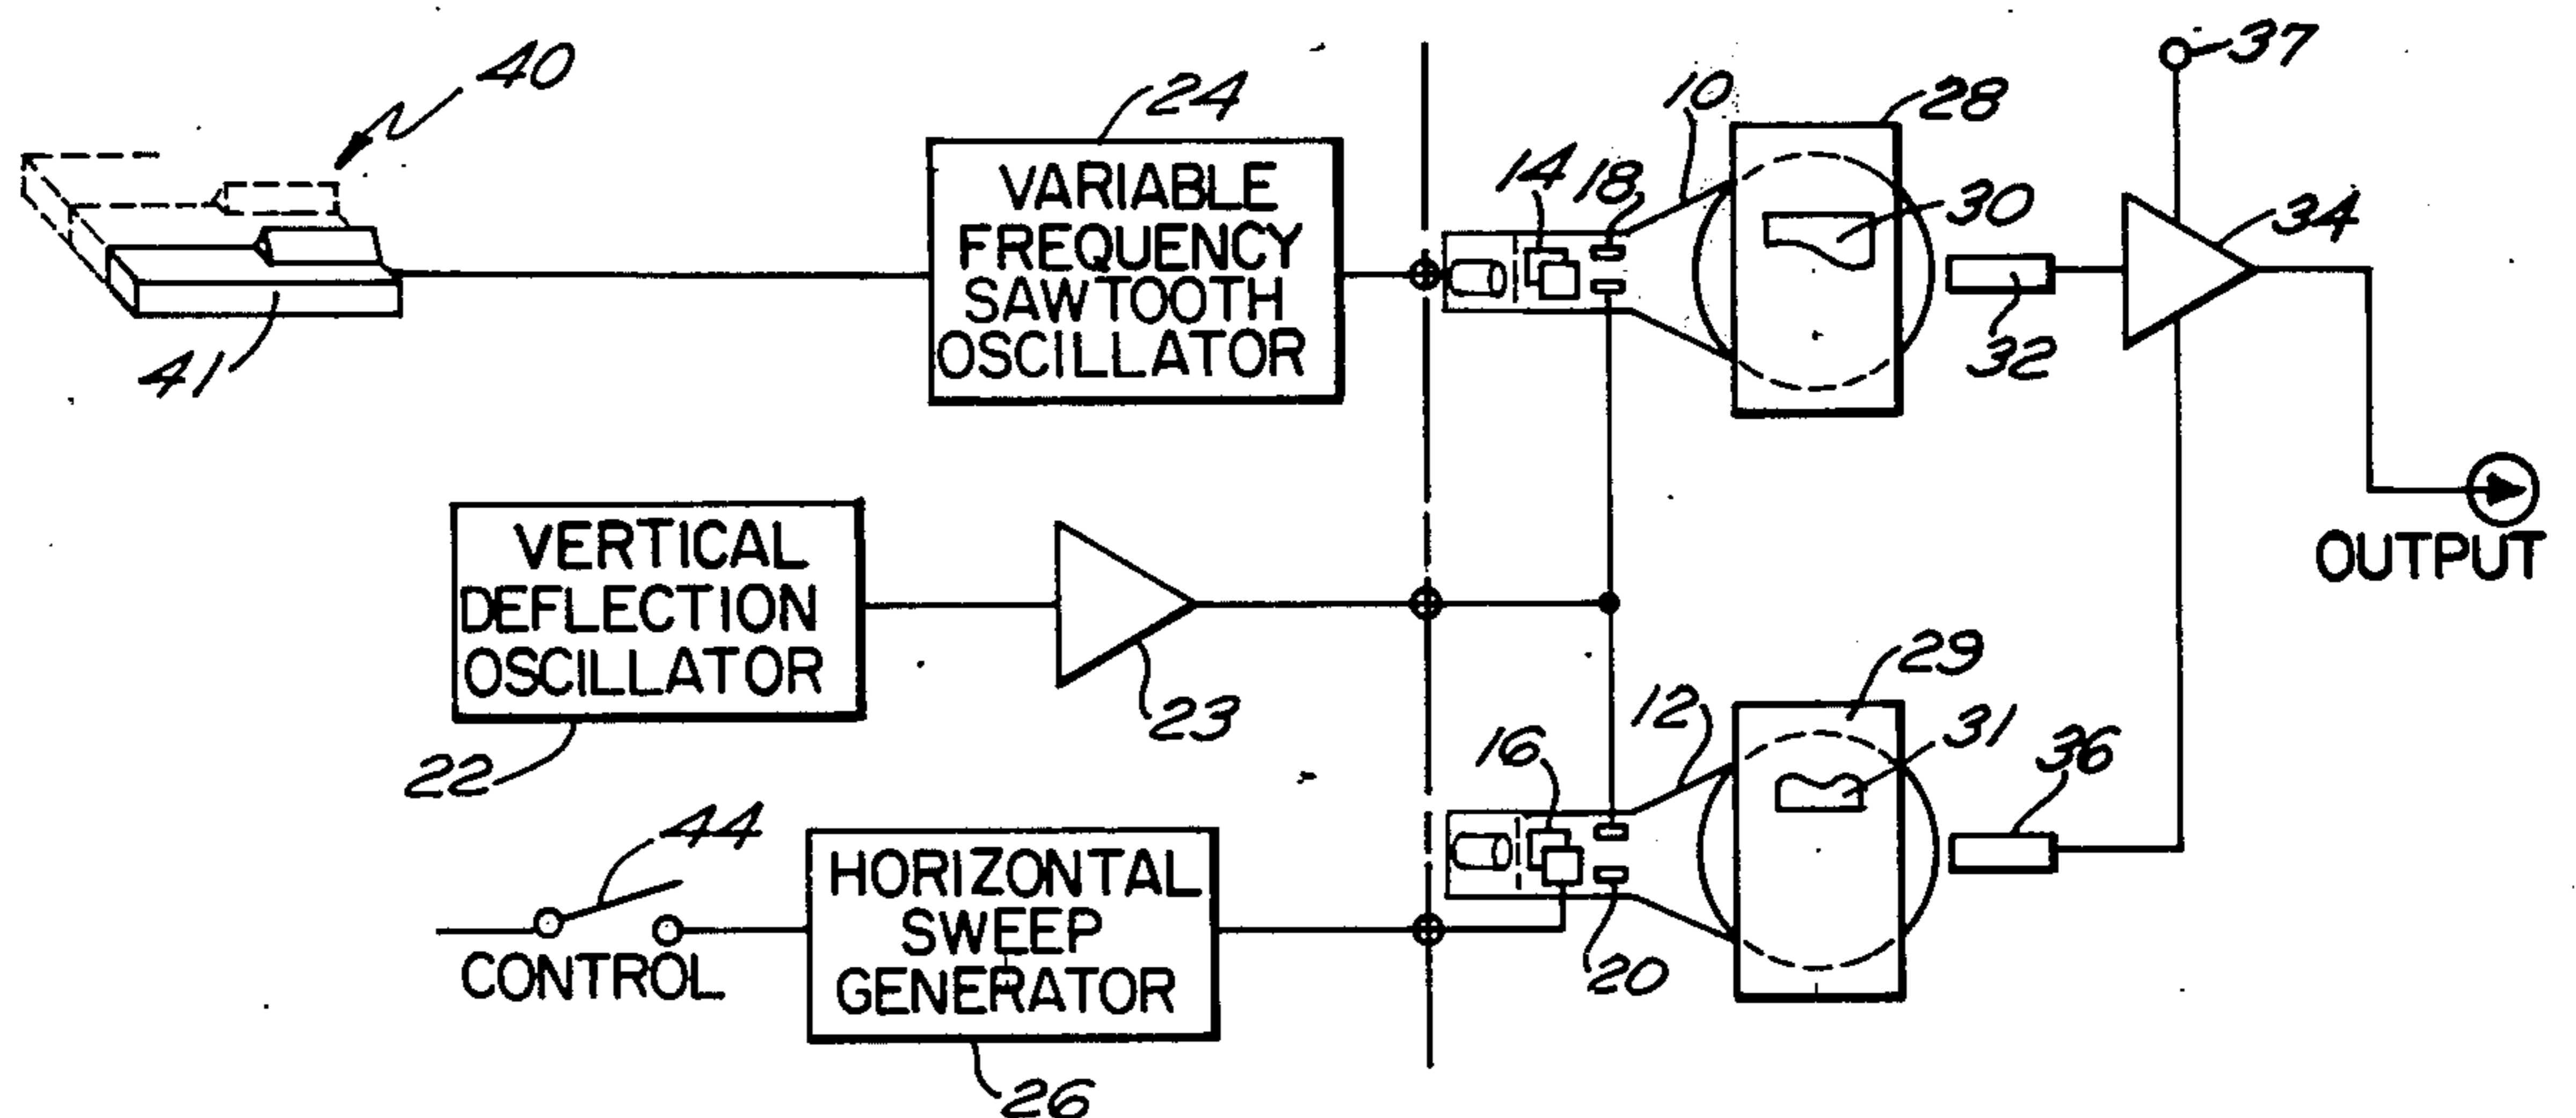 40
24
10
28
37
VARIABLE
FREQUENCY
SAWTOOTH
OSCILLATOR
14
18
30
34
41
32
VERTICAL
DEFLECTION
OSCILLATOR
OUTPUT
23
22
12
29
16
31
36
44
HORIZONTAL
SWEEP
GENERATOR
CONTROL
20
26